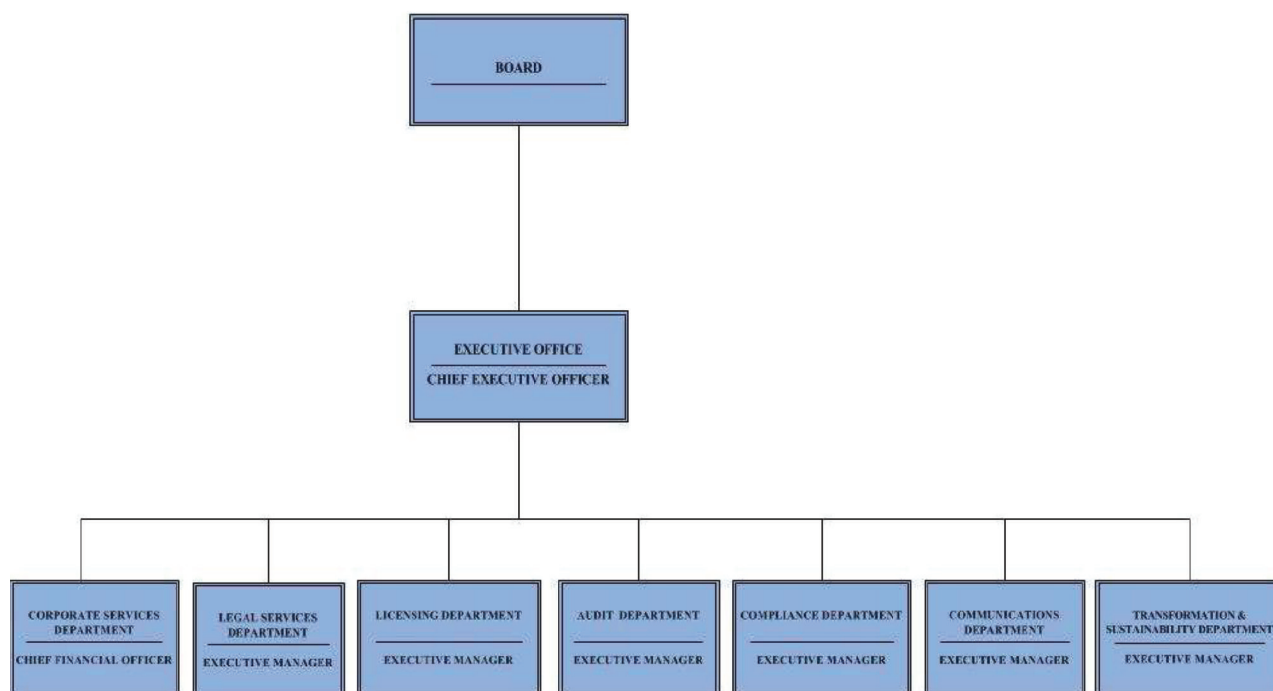 BOARD
EXECUTIVE OFFICE
CHIEF EXECUTIVE OFFICER
CORPORATE SERVICES
DEPARTMENT
CHIEF FINANCIAL OFFICER
LEGAL SERVICES
DEPARTMENT
EXECUTIVE MANAGER
LICENSING DEPARTMENT
EXECUTIVE MANAGER
AUDIT DEPARTMENT
EXECUTIVE MANAGER
COMPLIANCE DEPARTMENT
EXECUTIVE MANAGER
COMMUNICATIONS
DEPARTMENT
EXECUTIVE MANAGER
TRANSFORMATION &
SUSTAINABILITY DEPARTMENT
EXECUTIVE MANAGER